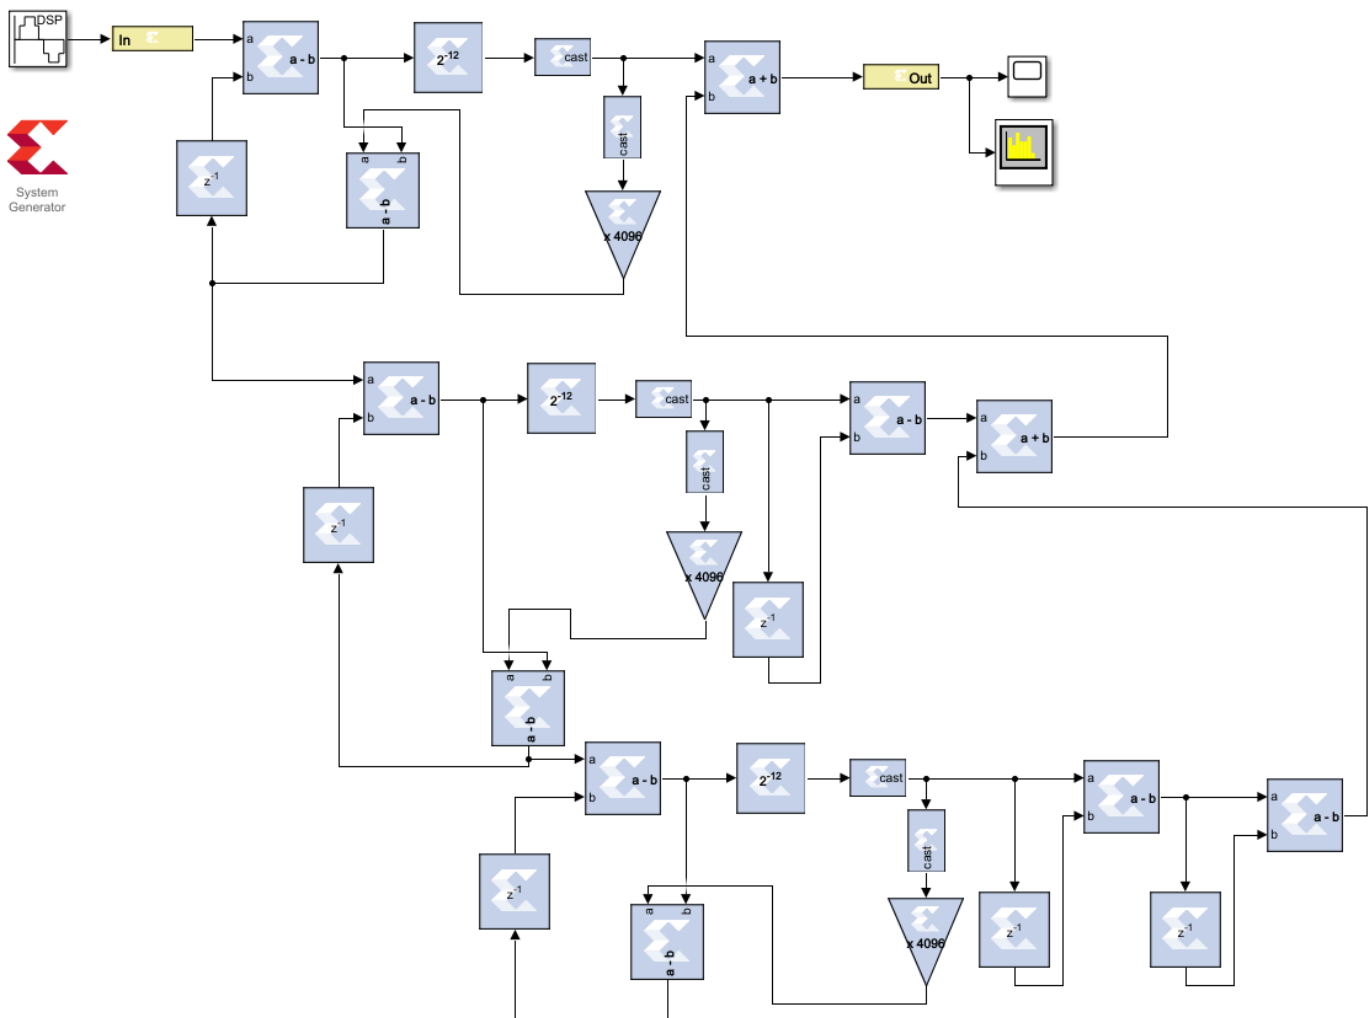 DSP
In
a
b
a - b
2-12
cast
a
b
a + b
Out
cast
a
b
a - b
z-1
x 4096
System
Generator
a
b
a - b
2-12
cast
a
b
a - b
a
b
a + b
cast
z-1
x 4096
z-1
a
b
a - b
a
b
a - b
2-12
cast
a
b
a - b
a
b
a - b
cast
z-1
a
b
a - b
x 4096
z-1
z-1